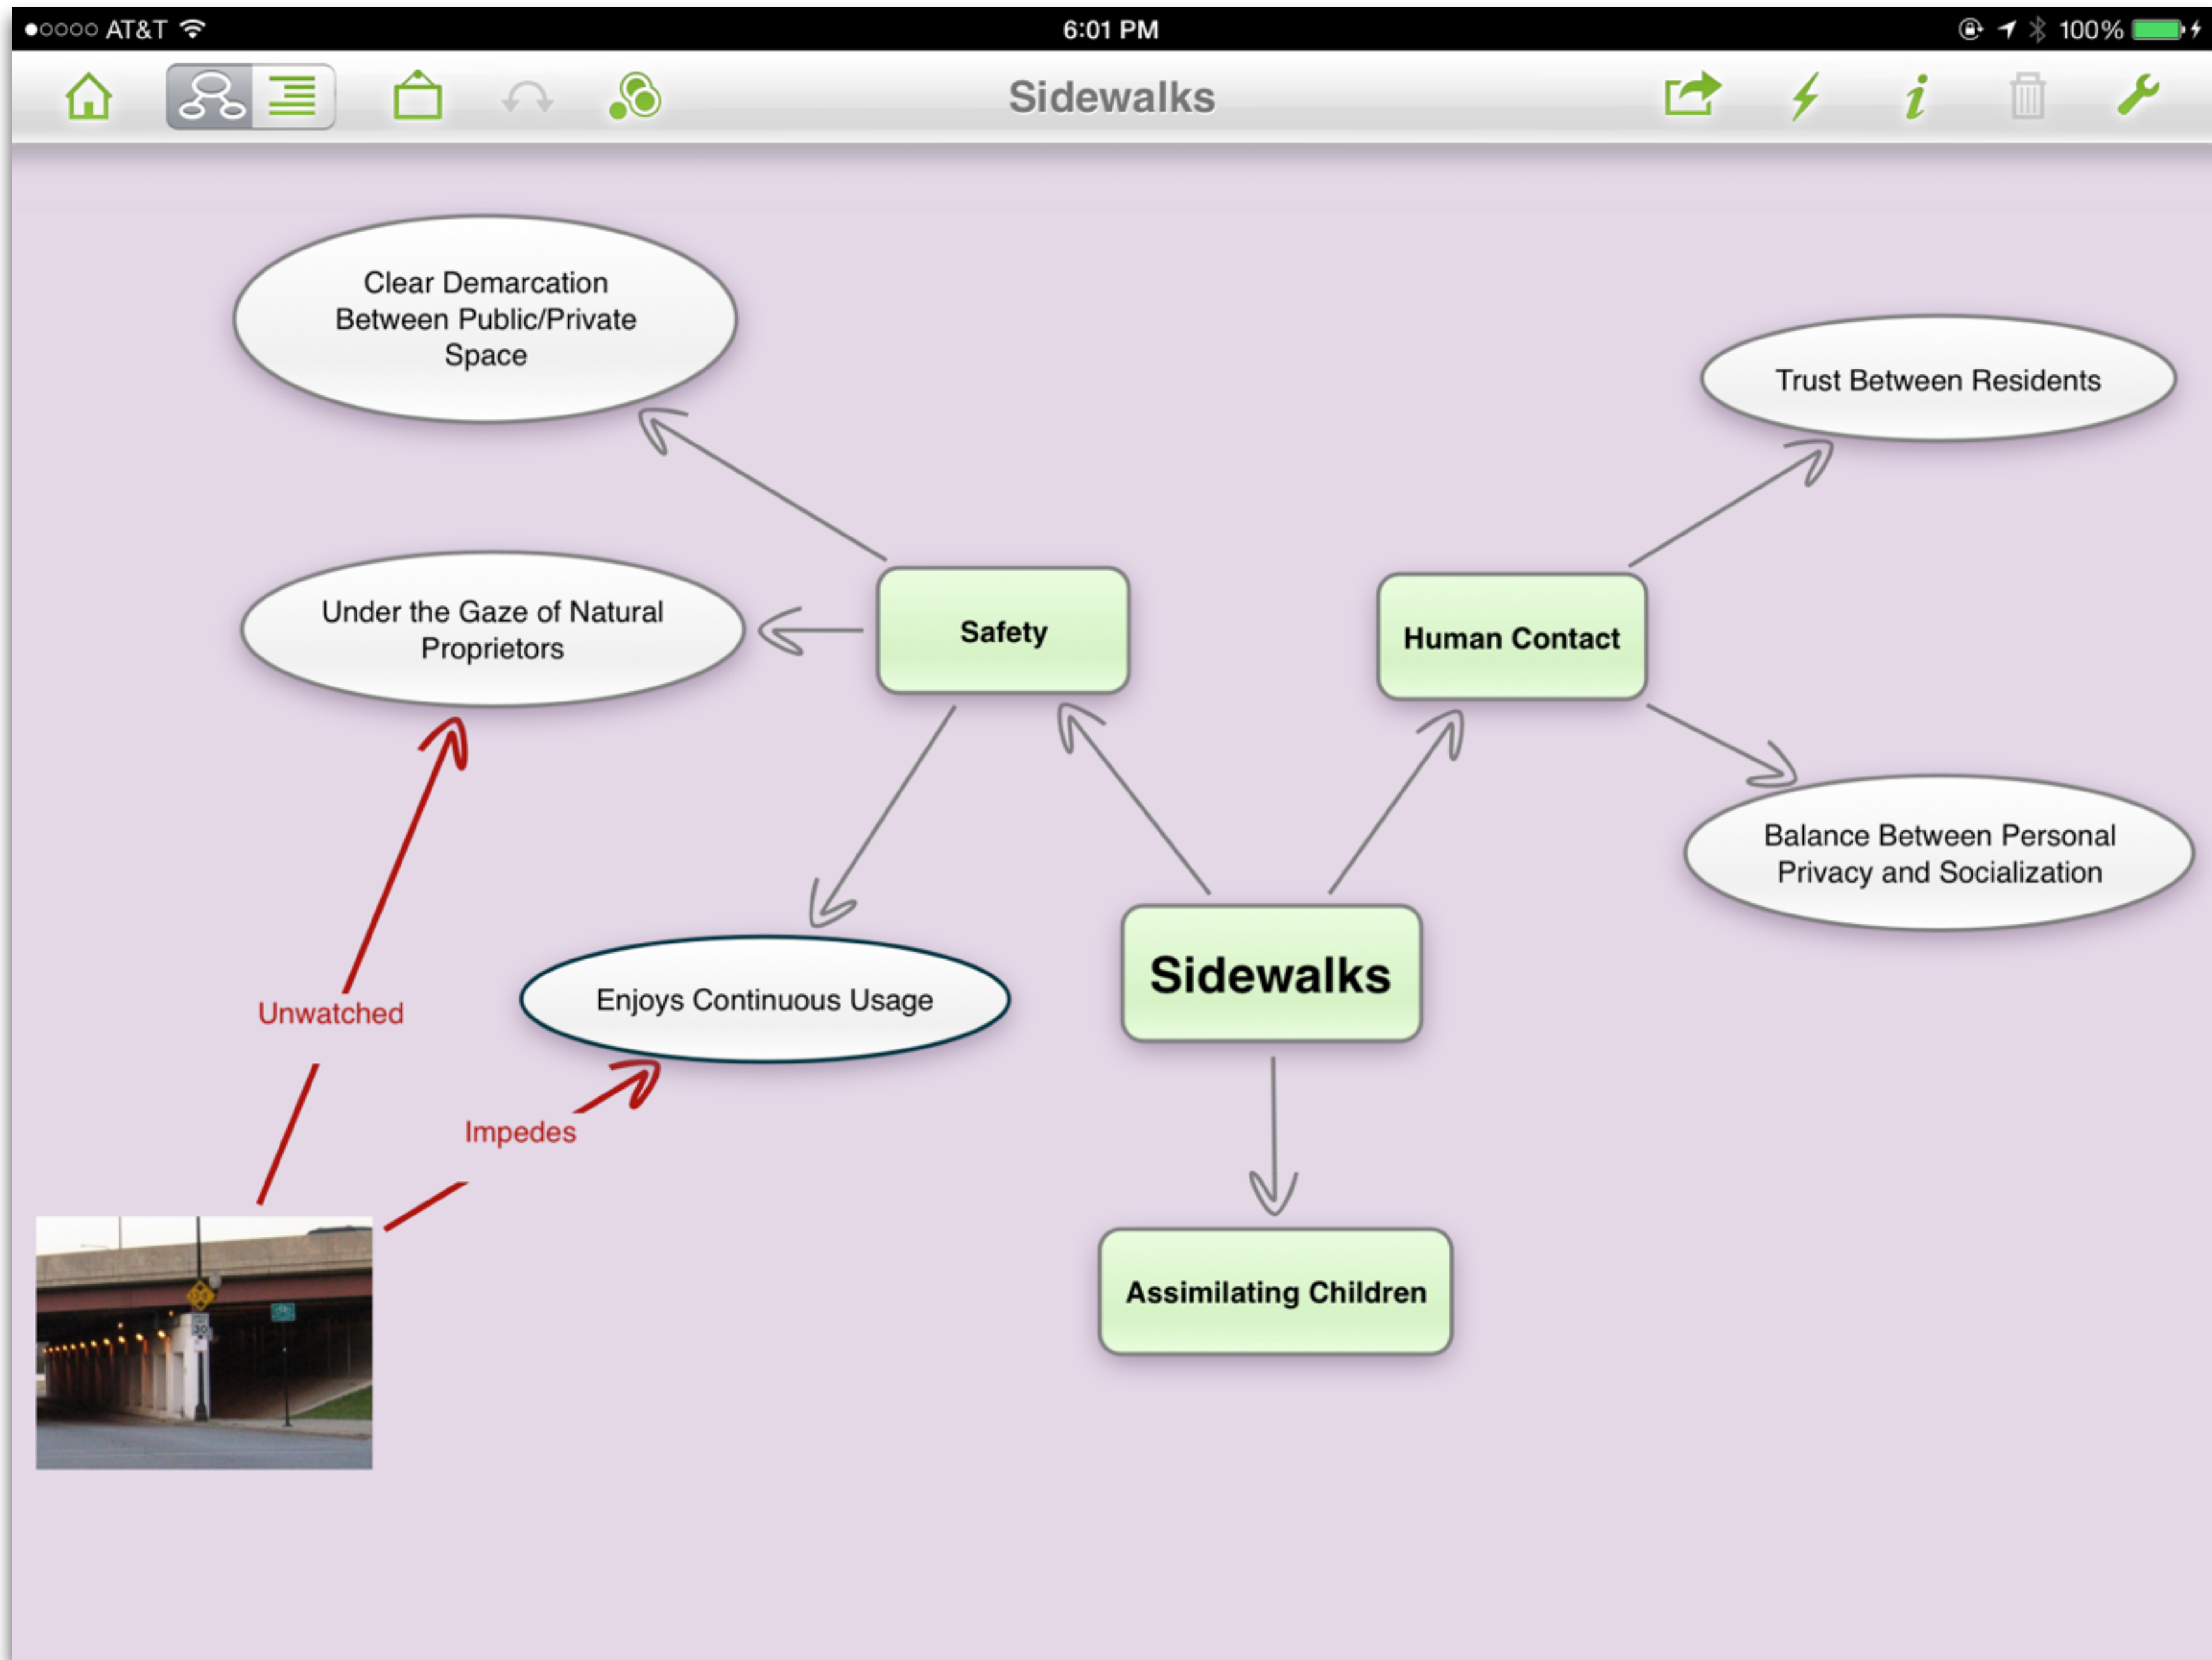 AT&T
6:01 PM
100%
Sidewalks
Clear Demarcation
Between Public/Private
Space
Trust Between Residents
Under the Gaze of Natural
Proprietors
Safety
Human Contact
Balance Between Personal
Privacy and Socialization
Enjoys Continuous Usage
Sidewalks
Unwatched
Impedes
Assimilating Children
30